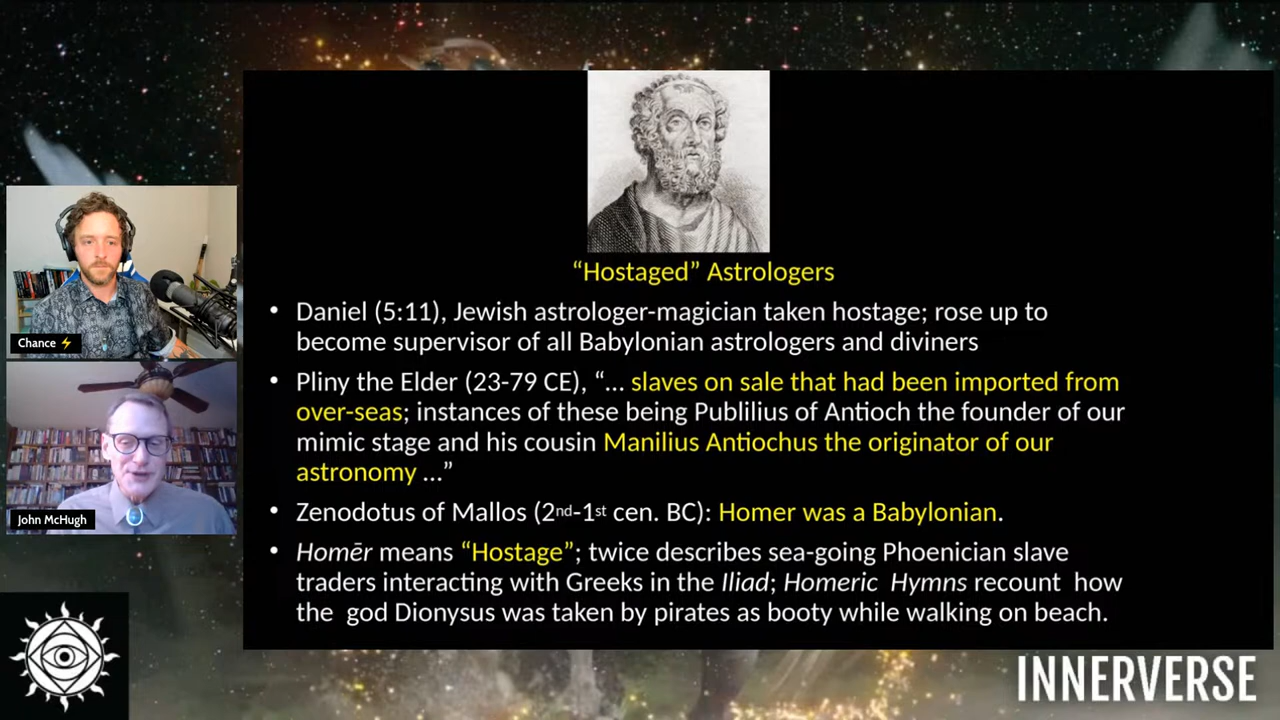 “Hostaged” Astrologers
• Daniel (5:11), Jewish astrologer-magician taken hostage; rose up to
become supervisor of all Babylonian astrologers and diviners
• Pliny the Elder (23-79 CE), “... slaves on sale that had been imported from
over-seas; instances of these being Publilius of Antioch the founder of our
mimic stage and his cousin Manilius Antiochus the originator of our
astronomy ...”
• Zenodotus of Mallos (2nd-1st cen. BC): Homer was a Babylonian.
• Homēr means “Hostage”; twice describes sea-going Phoenician slave
traders interacting with Greeks in the Iliad; Homeric Hymns recount how
the god Dionysus was taken by pirates as booty while walking on beach.
Chance ⚡
John McHugh
INNERVERSE